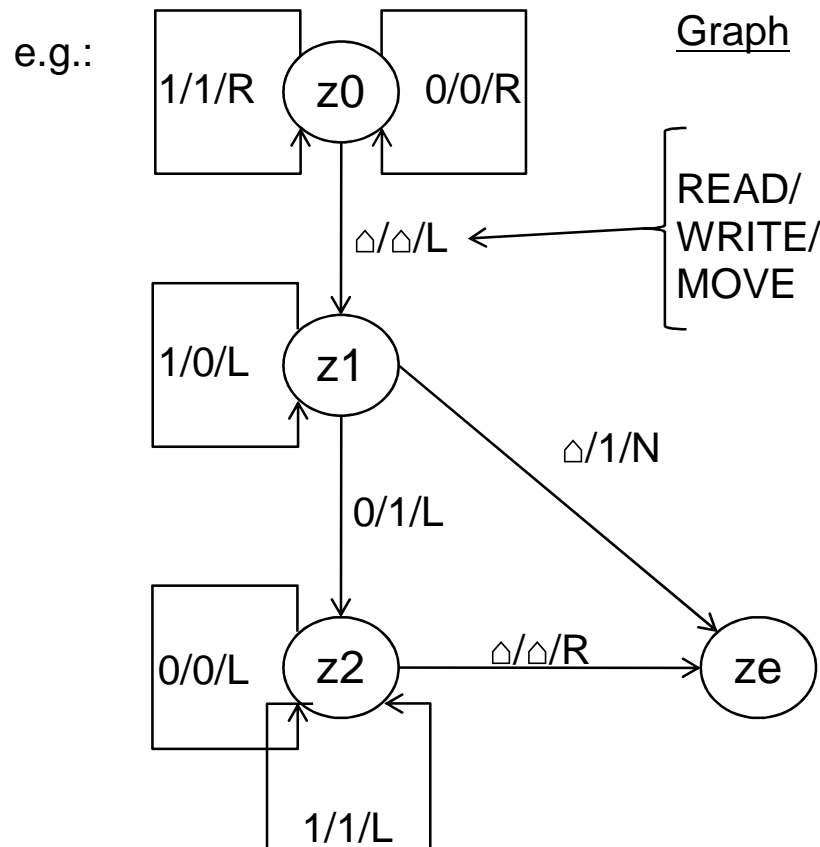 e.g.:
Graph
1/1/R
z0
0/0/R
⌂/⌂/L
READ/
WRITE/
MOVE
1/0/L
z1
⌂/1/N
0/1/L
0/0/L
z2
⌂/⌂/R
ze
1/1/L